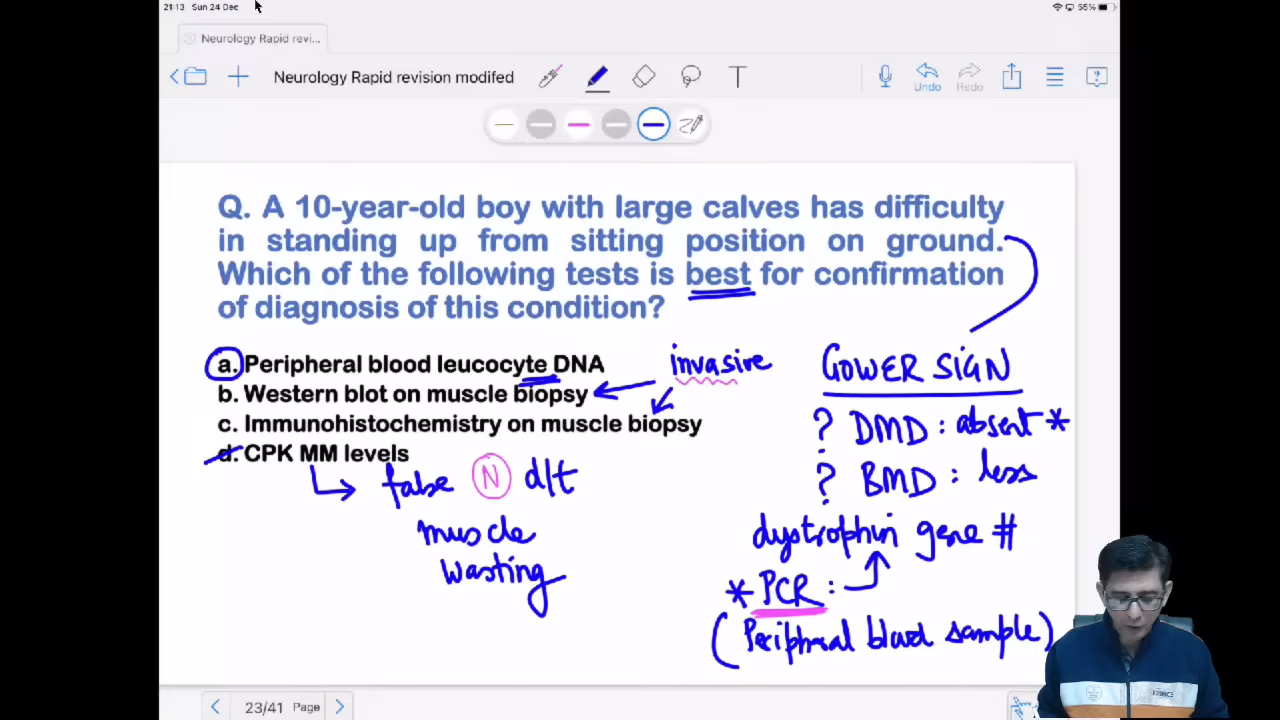 21:13 Sun 24 Dec
55%
Neurology Rapid revi...
Neurology Rapid revision modifed
T
Undo
Redo
Q. A 10-year-old boy with large calves has difficulty
in standing up from sitting position on ground.
Which of the following tests is best for confirmation
of diagnosis of this condition?
a. Peripheral blood leucocyte DNA
b. Western blot on muscle biopsy
c. Immunohistochemistry on muscle biopsy
d. CPK MM levels
invasive
false N d/t
muscle
wasting
GOWER SIGN
? DMD : absent *
? BMD : less
dystrophin gene #
* PCR :
(Peripheral blood sample)
23/41 Page